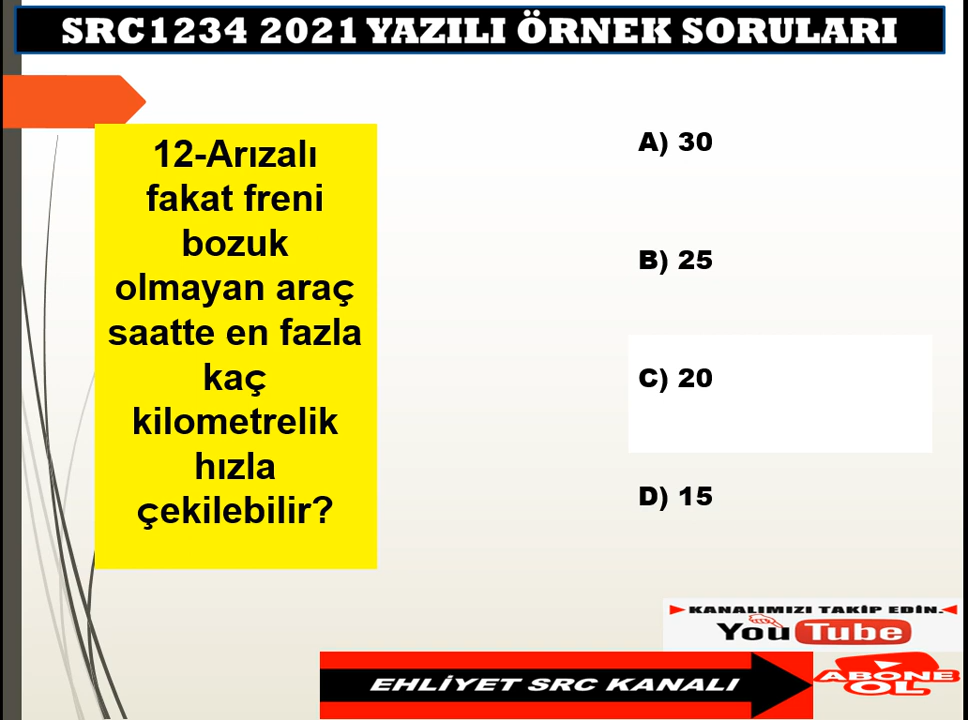 SRC1234 2021 YAZILI ÖRNEK SORULARI
12-Arızalı
fakat freni
bozuk
olmayan araç
saatte en fazla
kaç
kilometrelik
hızla
çekilebilir?
A) 30
B) 25
C) 20
D) 15
KANALIMIZI TAKİP EDİN.
YouTube
EHLİYET SRC KANALI
ABONE
OL